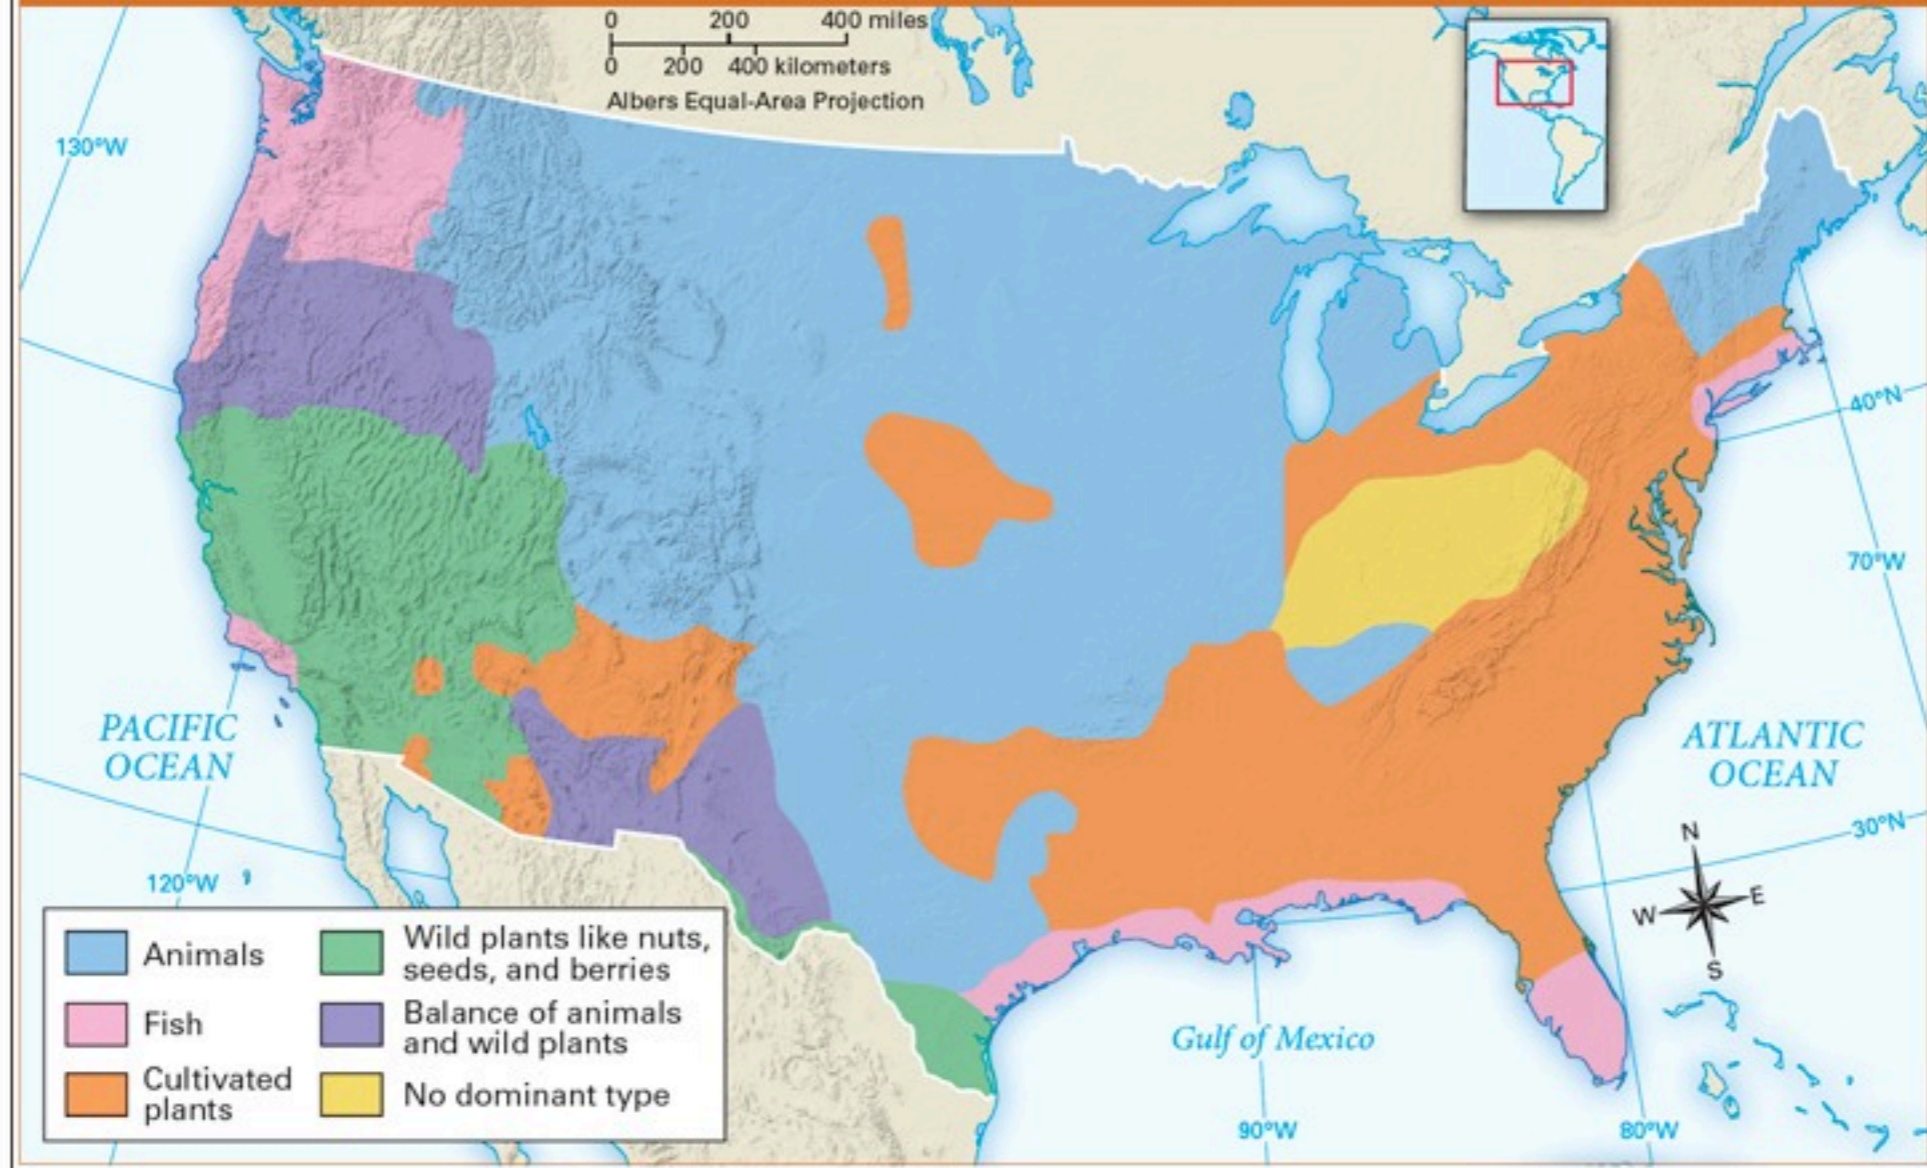 0 200 400 miles
0 200 400 kilometers
Albers Equal-Area Projection
130°W
40°N
70°W
PACIFIC
OCEAN
ATLANTIC
OCEAN
30°N
N
W E
S
120°W
Animals
Wild plants like nuts,
seeds, and berries
Fish
Balance of animals
and wild plants
Cultivated
plants
No dominant type
Gulf of Mexico
90°W
80°W